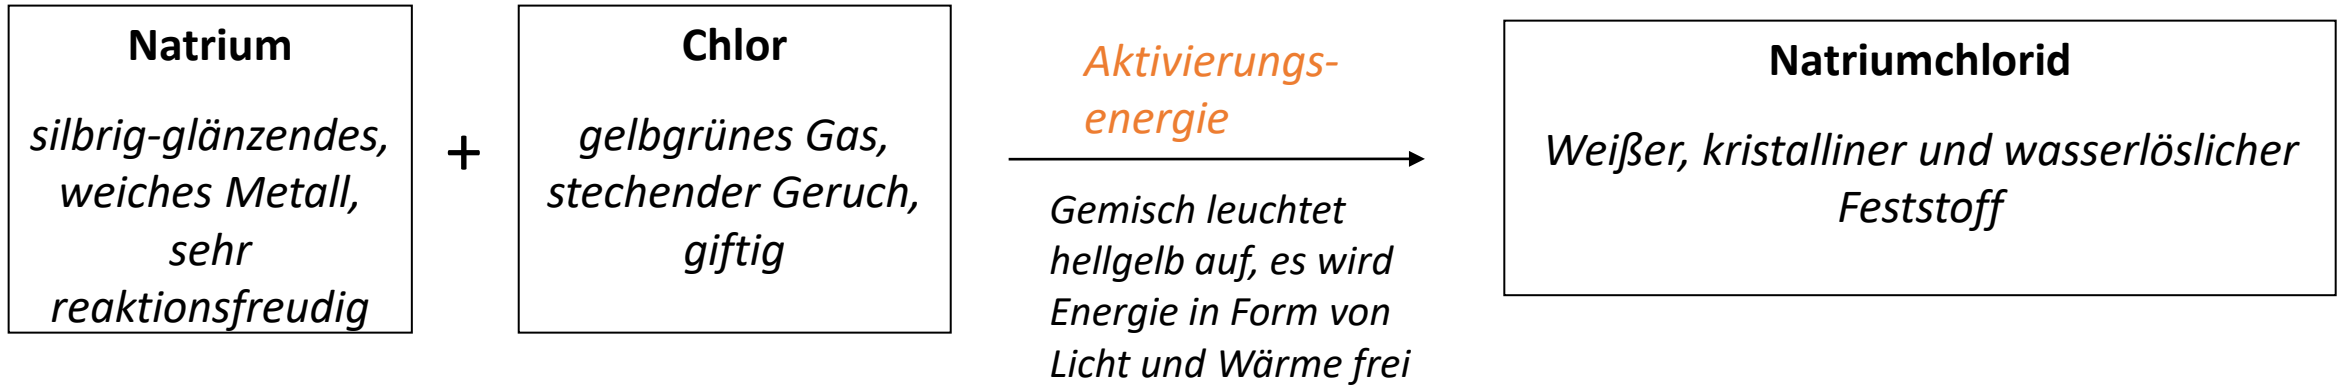 Natrium
silbrig-glänzendes,
weiches Metall,
sehr
reaktionsfreudig
+
Chlor
gelbgrünes Gas,
stechender Geruch,
giftig
Aktivierungs-
energie
Gemisch leuchtet
hellgelb auf, es wird
Energie in Form von
Licht und Wärme frei
Natriumchlorid
Weißer, kristalliner und wasserlöslicher
Feststoff